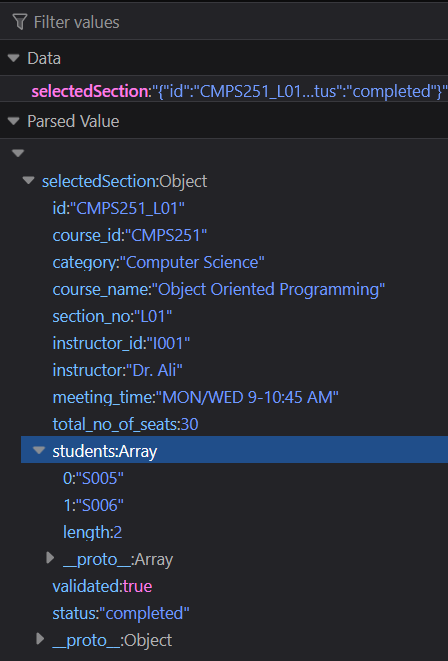 Filter values
Data
selectedSection:"{"id":"CMPS251_L01...tus":"completed"}"
Parsed Value
selectedSection:Object
id:"CMPS251_L01"
course_id:"CMPS251"
category:"Computer Science"
course_name:"Object Oriented Programming"
section_no:"L01"
instructor_id:"I001"
instructor:"Dr. Ali"
meeting_time:"MON/WED 9-10:45 AM"
total_no_of_seats:30
students:Array
0:"S005"
1:"S006"
length:2
__proto__:Array
validated:true
status:"completed"
__proto__:Object